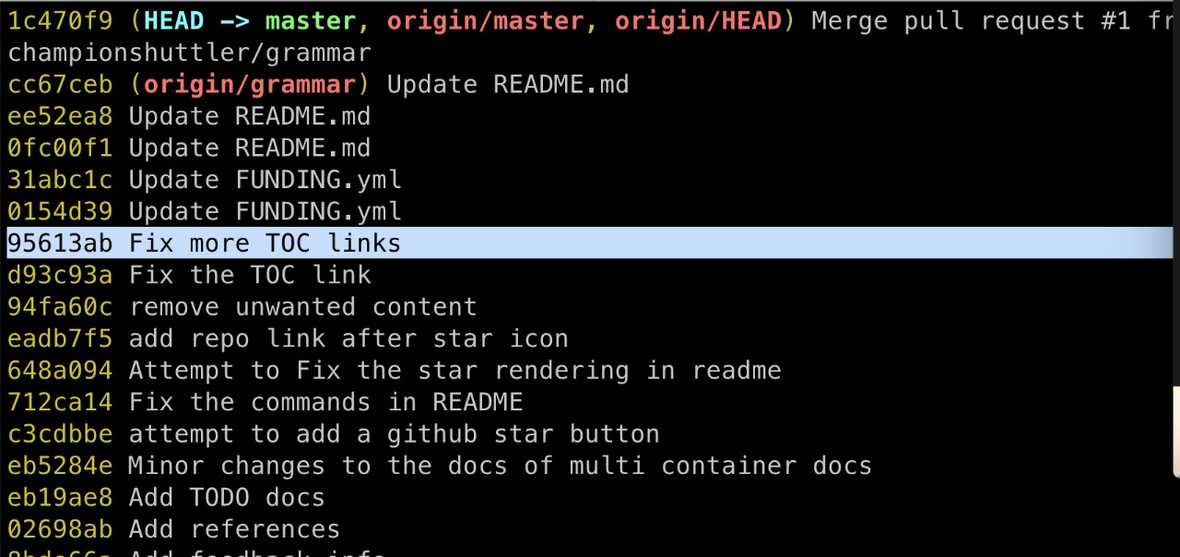 1c470f9 (HEAD -> master, origin/master, origin/HEAD) Merge pull request #1
championshuttler/grammar
cc67ceb (origin/grammar) Update README.md
ee52ea8 Update README.md
0fc00f1 Update README.md
31abc1c Update FUNDING.yml
0154d39 Update FUNDING.yml
95613ab Fix more TOC links
d93c93a Fix the TOC link
94fa60c remove unwanted content
eadb7f5 add repo link after star icon
648a094 Attempt to Fix the star rendering in readme
712ca14 Fix the commands in README
c3cdbbe attempt to add a github star button
eb5284e Minor changes to the docs of multi container docs
eb19ae8 Add TODO docs
02698ab Add references